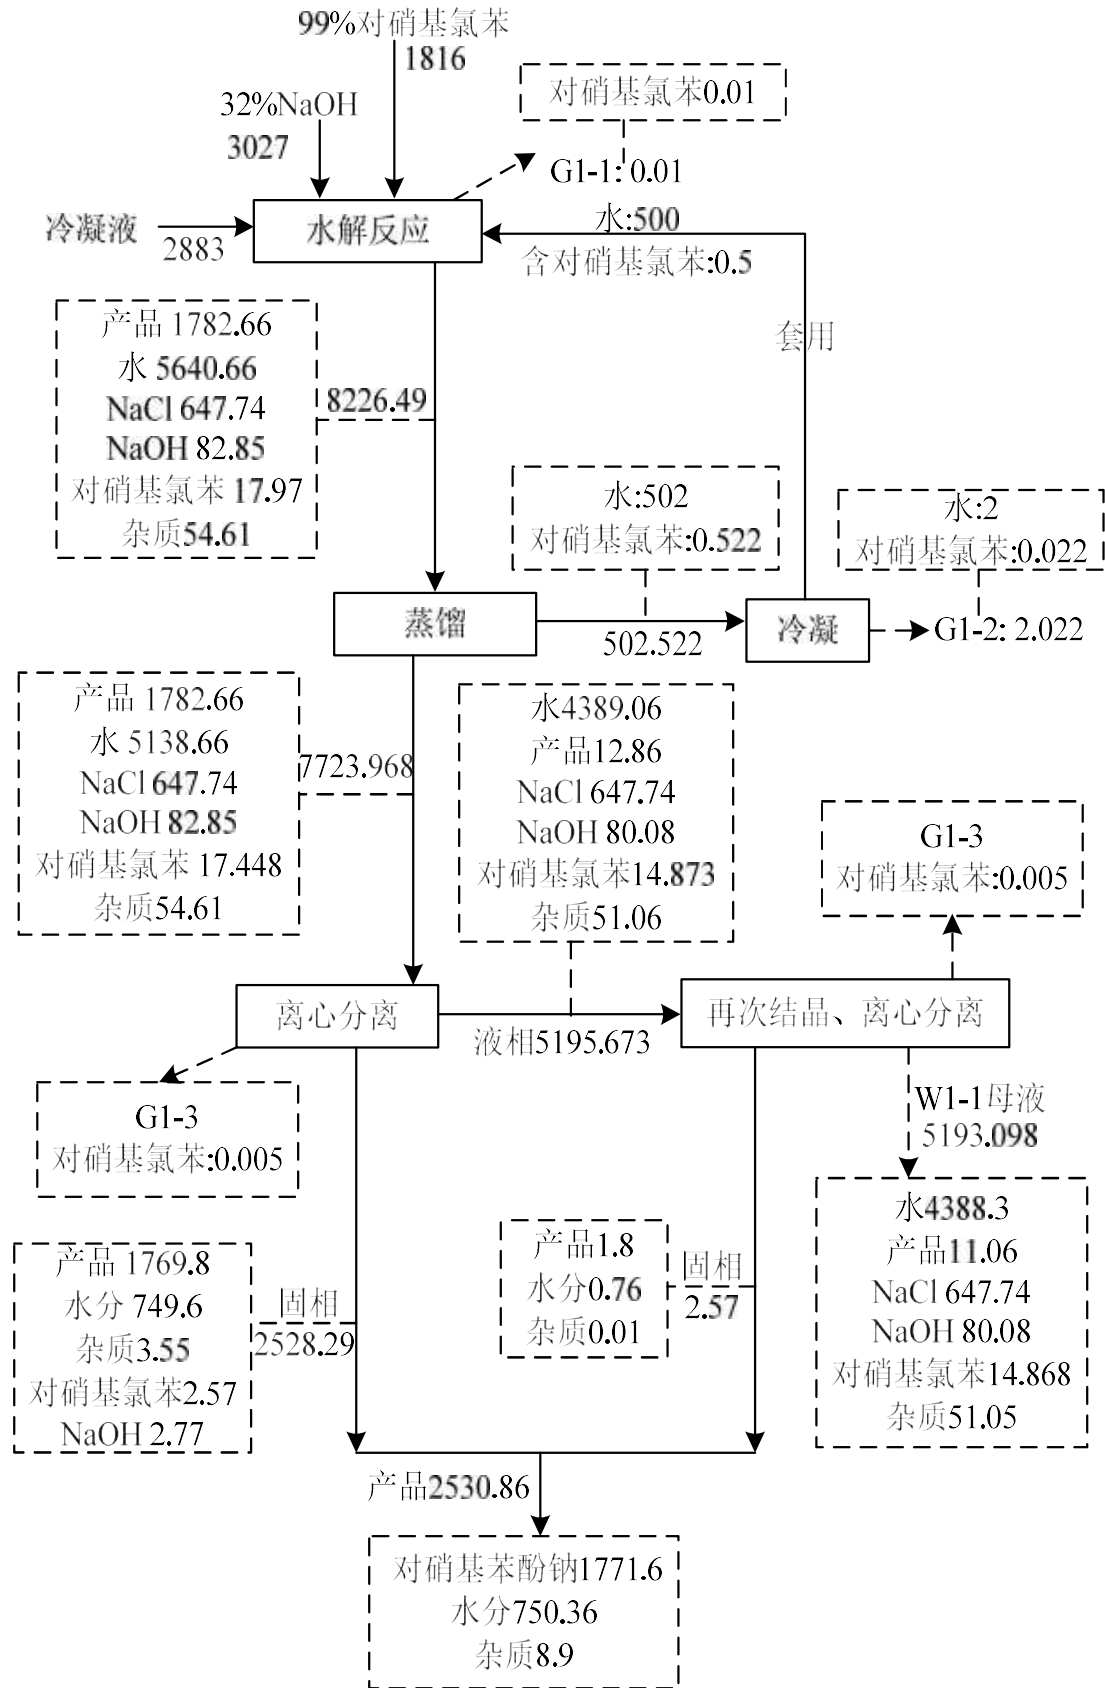 99%对硝基氯苯
1816
对硝基氯苯0.01
32%NaOH
3027
G1-1: 0.01
冷凝液
2883
水解反应
水:500
含对硝基氯苯:0.5
套用
产品 1782.66
水 5640.66
NaCl 647.74
NaOH 82.85
对硝基氯苯 17.97
杂质54.61
8226.49
水:502
对硝基氯苯:0.522
水:2
对硝基氯苯:0.022
蒸馏
502.522
冷凝
G1-2: 2.022
产品 1782.66
水 5138.66
NaCl 647.74
NaOH 82.85
对硝基氯苯 17.448
杂质54.61
7723.968
水4389.06
产品12.86
NaCl 647.74
NaOH 80.08
对硝基氯苯14.873
杂质51.06
G1-3
对硝基氯苯:0.005
离心分离
液相5195.673
再次结晶、离心分离
G1-3
对硝基氯苯:0.005
W1-1母液
5193.098
产品 1769.8
水分 749.6
杂质3.55
对硝基氯苯2.57
NaOH 2.77
固相
2528.29
产品1.8
水分0.76
杂质0.01
固相
2.57
水4388.3
产品11.06
NaCl 647.74
NaOH 80.08
对硝基氯苯14.868
杂质51.05
产品2530.86
对硝基苯酚钠1771.6
水分750.36
杂质8.9